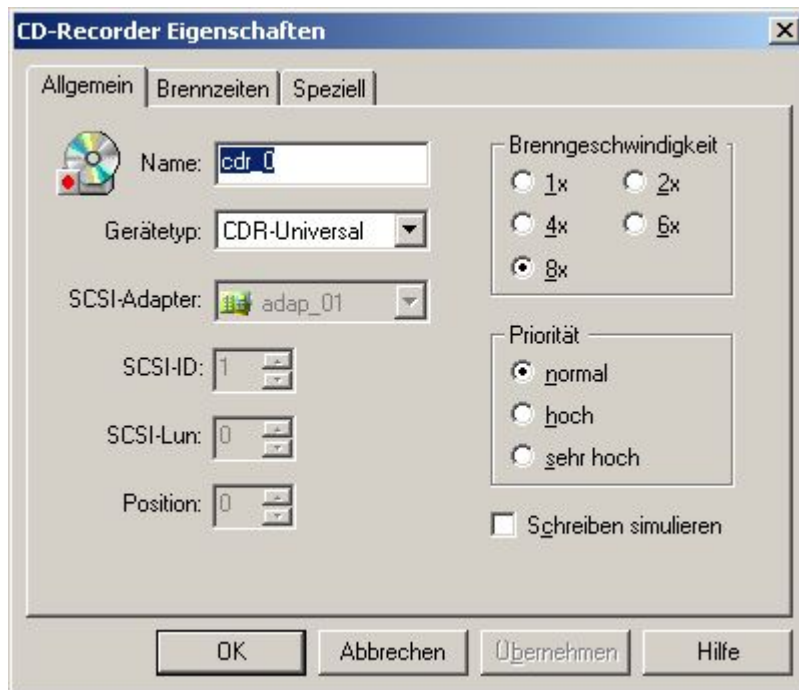 CD-Recorder Eigenschaften
Allgemein
Brennzeiten
Speziell
Name: cdr_0
Gerätetyp: CDR-Universal
SCSI-Adapter: adap_01
SCSI-ID: 1
SCSI-Lun: 0
Position: 0
Brenngeschwindigkeit
1x
2x
4x
6x
8x
Priorität
normal
hoch
sehr hoch
Schreiben simulieren
OK
Abbrechen
Übernehmen
Hilfe